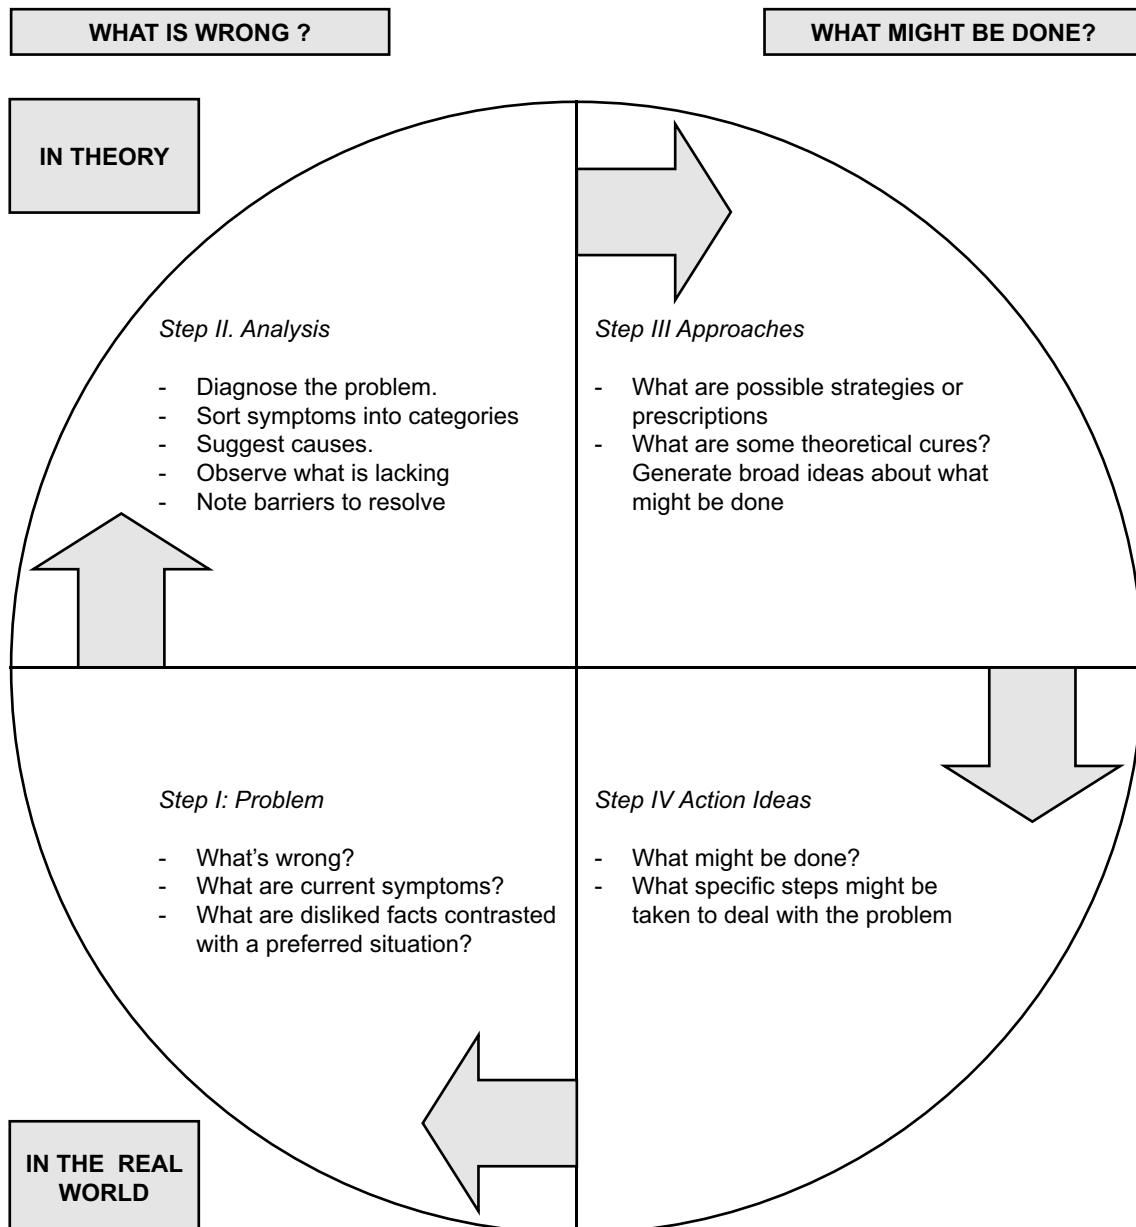 WHAT IS WRONG ?
WHAT MIGHT BE DONE?
IN THEORY
Step II. Analysis
- Diagnose the problem.
- Sort symptoms into categories
- Suggest causes.
- Observe what is lacking
- Note barriers to resolve
Step III Approaches
- What are possible strategies or
prescriptions
- What are some theoretical cures?
Generate broad ideas about what
might be done
Step I: Problem
- What’s wrong?
- What are current symptoms?
- What are disliked facts contrasted
with a preferred situation?
Step IV Action Ideas
- What might be done?
- What specific steps might be
taken to deal with the problem
IN THE REAL
WORLD